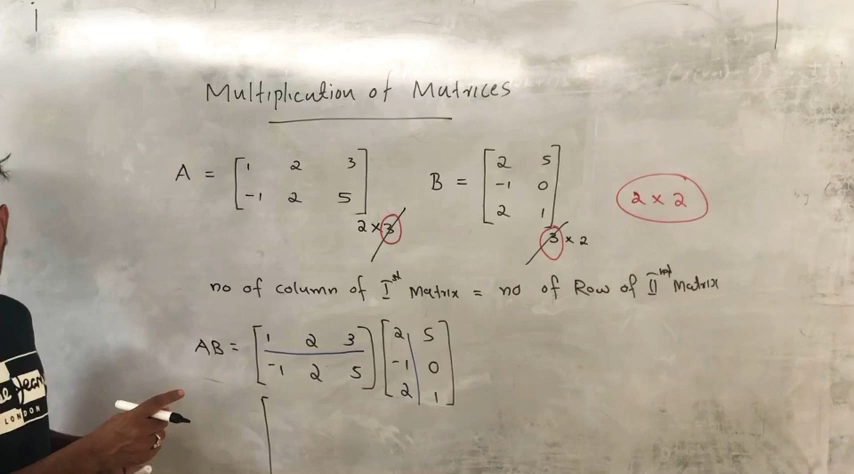 Multiplication of Matrices
A = [ 1 2 3
-1 2 5 ] 2 × 3
B = [ 2 5
-1 0
2 1 ] 3 × 2
2 × 2
no of column of Ist Matrix = no of Row of IInd Matrix
AB = [ 1 2 3
-1 2 5 ] [ 2 5
-1 0
2 1 ]
[
LONDON